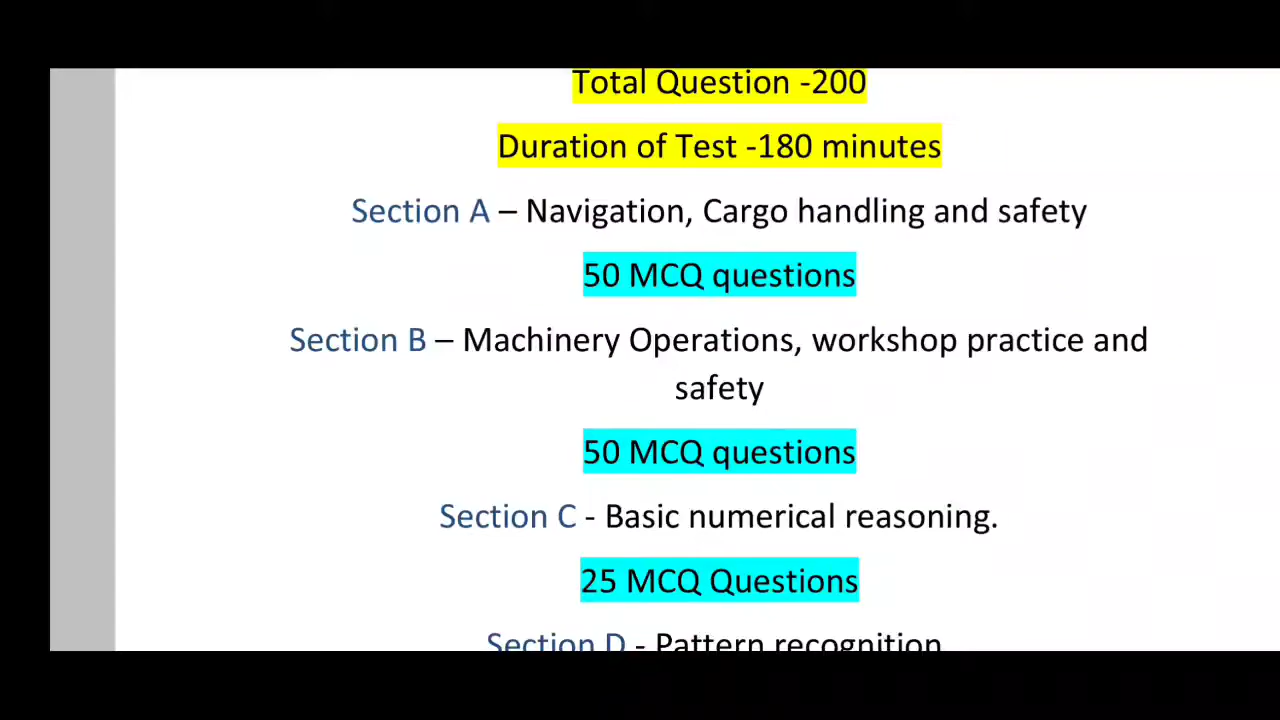 Total Question -200
Duration of Test -180 minutes
Section A – Navigation, Cargo handling and safety
50 MCQ questions
Section B – Machinery Operations, workshop practice and
safety
50 MCQ questions
Section C - Basic numerical reasoning.
25 MCQ Questions
Section D - Pattern recognition